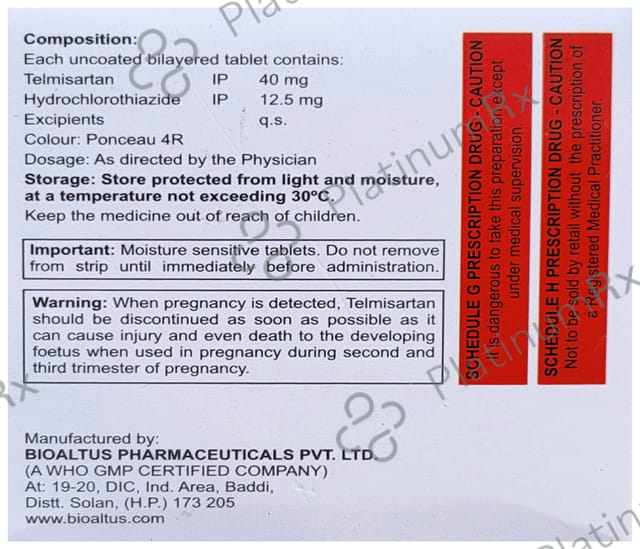 Composition:
Each uncoated bilayered tablet contains:
Telmisartan IP 40 mg
Hydrochlorothiazide IP 12.5 mg
Excipients q.s.
Colour: Ponceau 4R
Dosage: As directed by the Physician
Storage: Store protected from light and moisture,
at a temperature not exceeding 30ºC.
Keep the medicine out of reach of children.
Important: Moisture sensitive tablets. Do not remove
from strip until immediately before administration.
Warning: When pregnancy is detected, Telmisartan
should be discontinued as soon as possible as it
can cause injury and even death to the developing
foetus when used in pregnancy during second and
third trimester of pregnancy.
Manufactured by:
BIOALTUS PHARMACEUTICALS PVT. LTD.
(A WHO GMP CERTIFIED COMPANY)
At: 19-20, DIC, Ind. Area, Baddi,
Distt. Solan, (H.P.) 173 205
www.bioaltus.com
SCHEDULE G PRESCRIPTION DRUG - CAUTION
It is dangerous to take this preparation except
under medical supervision.
SCHEDULE H PRESCRIPTION DRUG - CAUTION
Not to be sold by retail without the prescription of
a Registered Medical Practitioner.
PlatinumRx
PlatinumRx
PlatinumRx